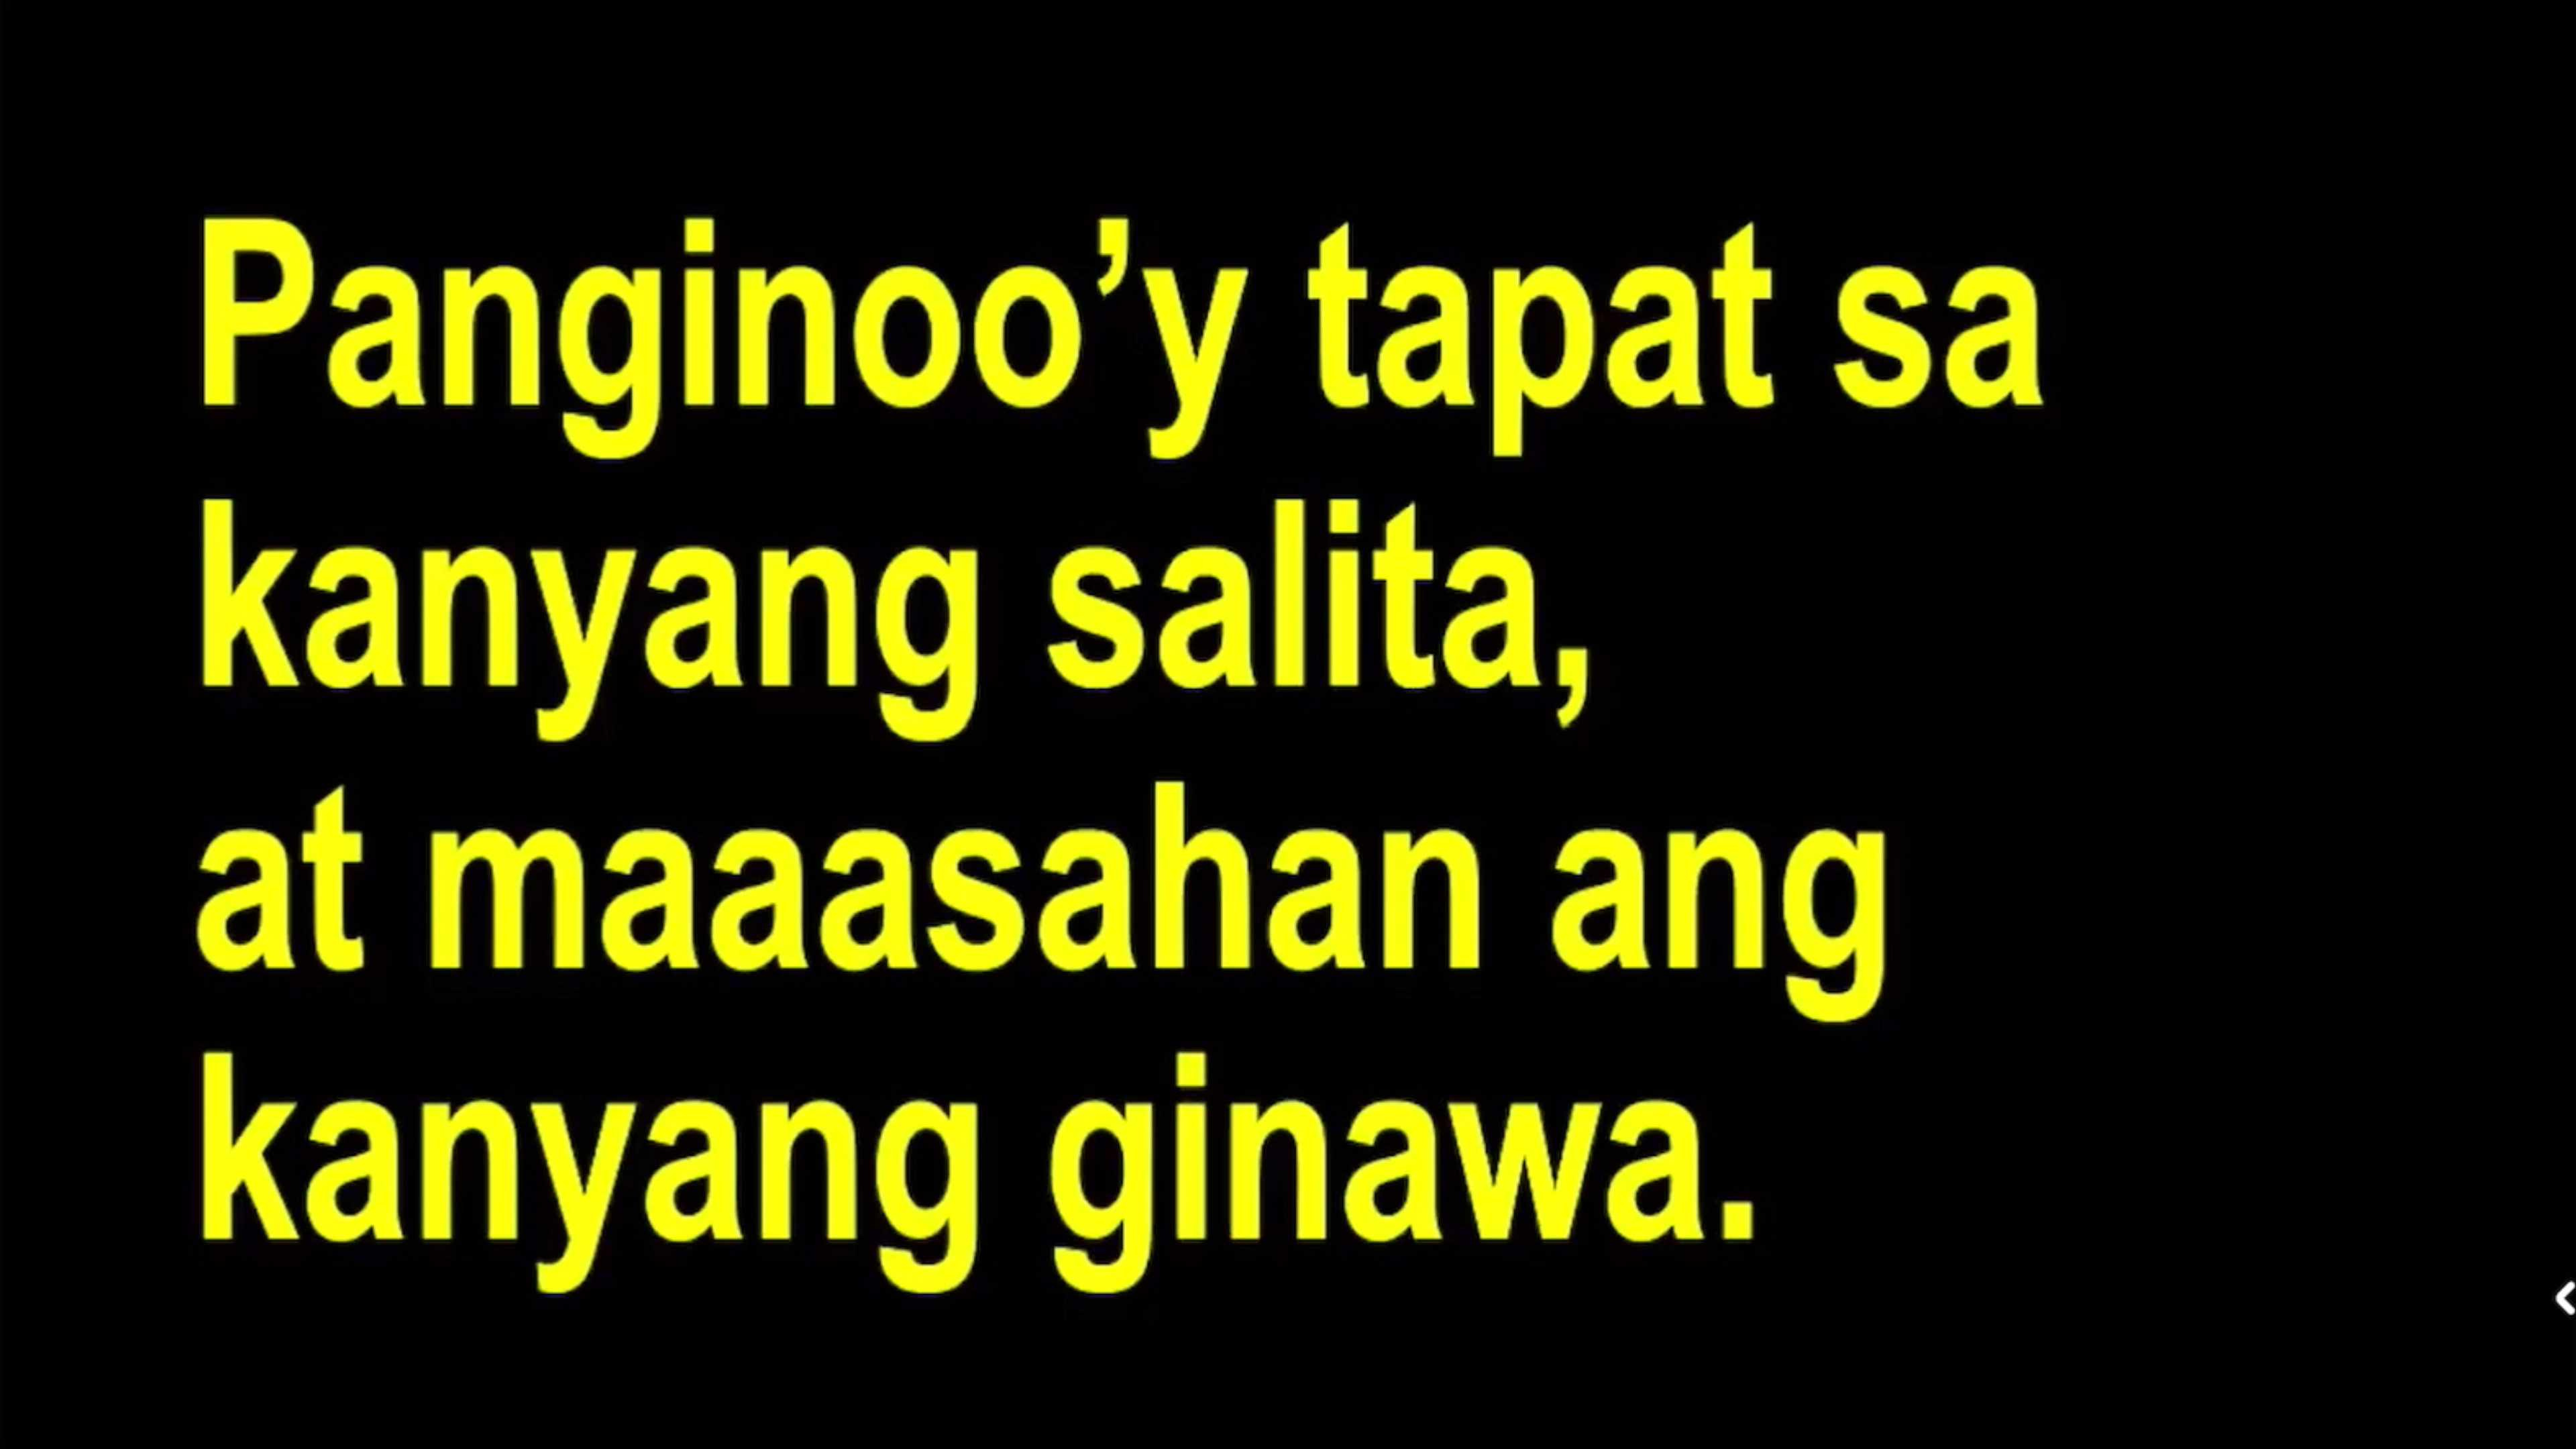 Panginoo’y tapat sa
kanyang salita,
at maaasahan ang
kanyang ginawa.